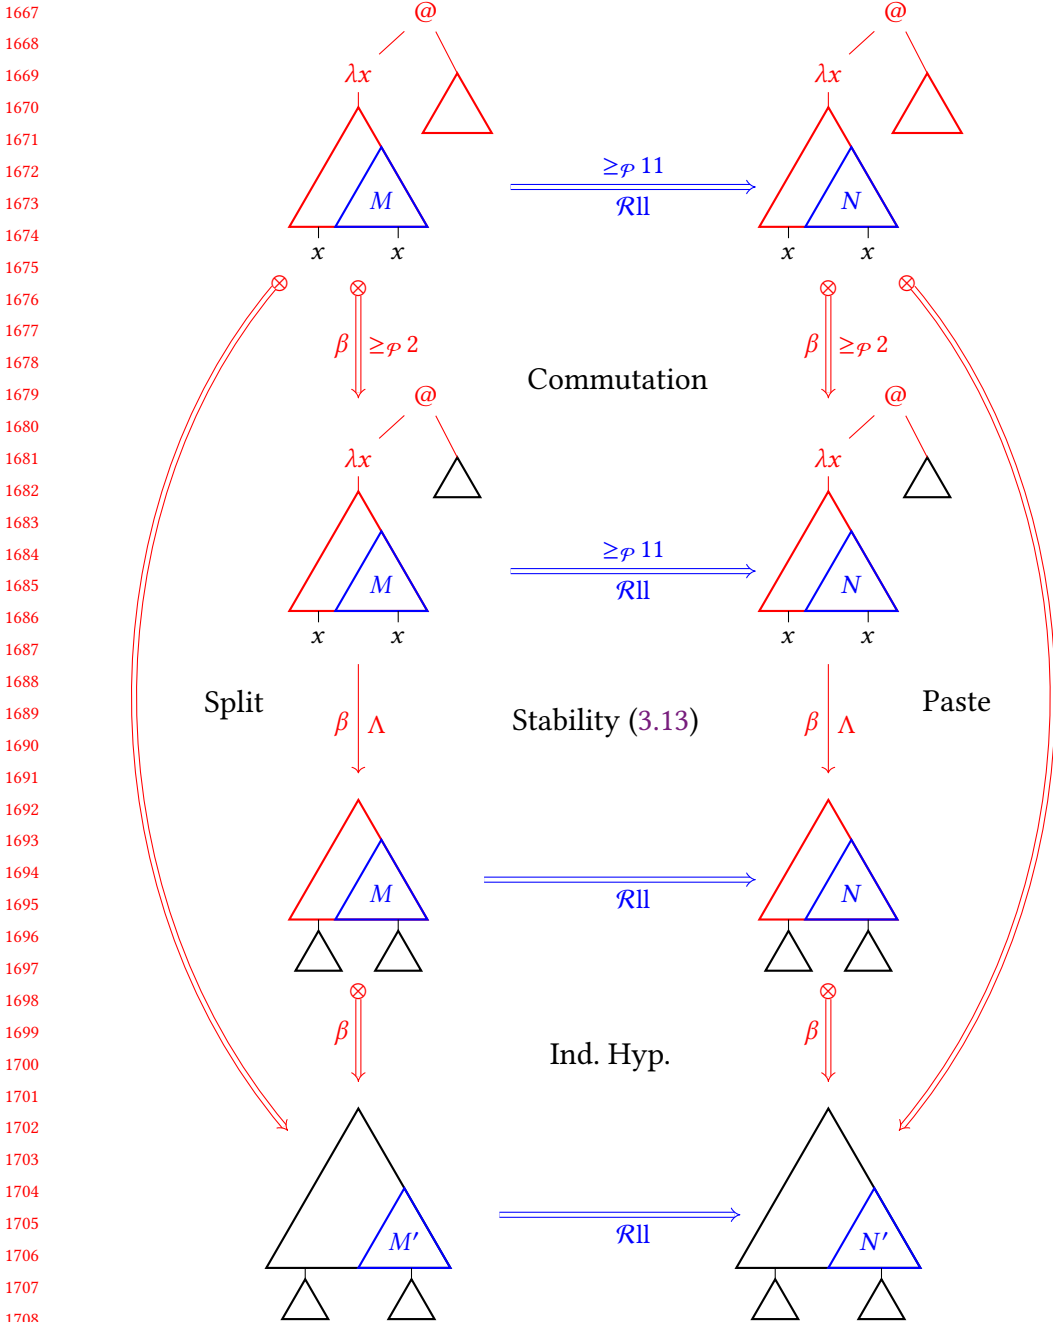 1667 @ @
1668
1669 λx λx
1670
1671
1672 ≥𝒫 11
1673 M N
ℛll
1674
x x x x
1675
1676
1677
1678 β ≥𝒫 2 β ≥𝒫 2
1679 Commutation
@ @
1680
1681 λx λx
1682
1683
1684 ≥𝒫 11
1685 M N
ℛll
1686
x x x x
1687
1688 Split Paste
1689 β Λ Stability (3.13) β Λ
1690
1691
1692
1693
1694
1695 M ℛll N
1696
1697
1698
1699 β β
1700 Ind. Hyp.
1701
1702
1703
1704
1705 ℛll
1706 M′ N′
1707
1708